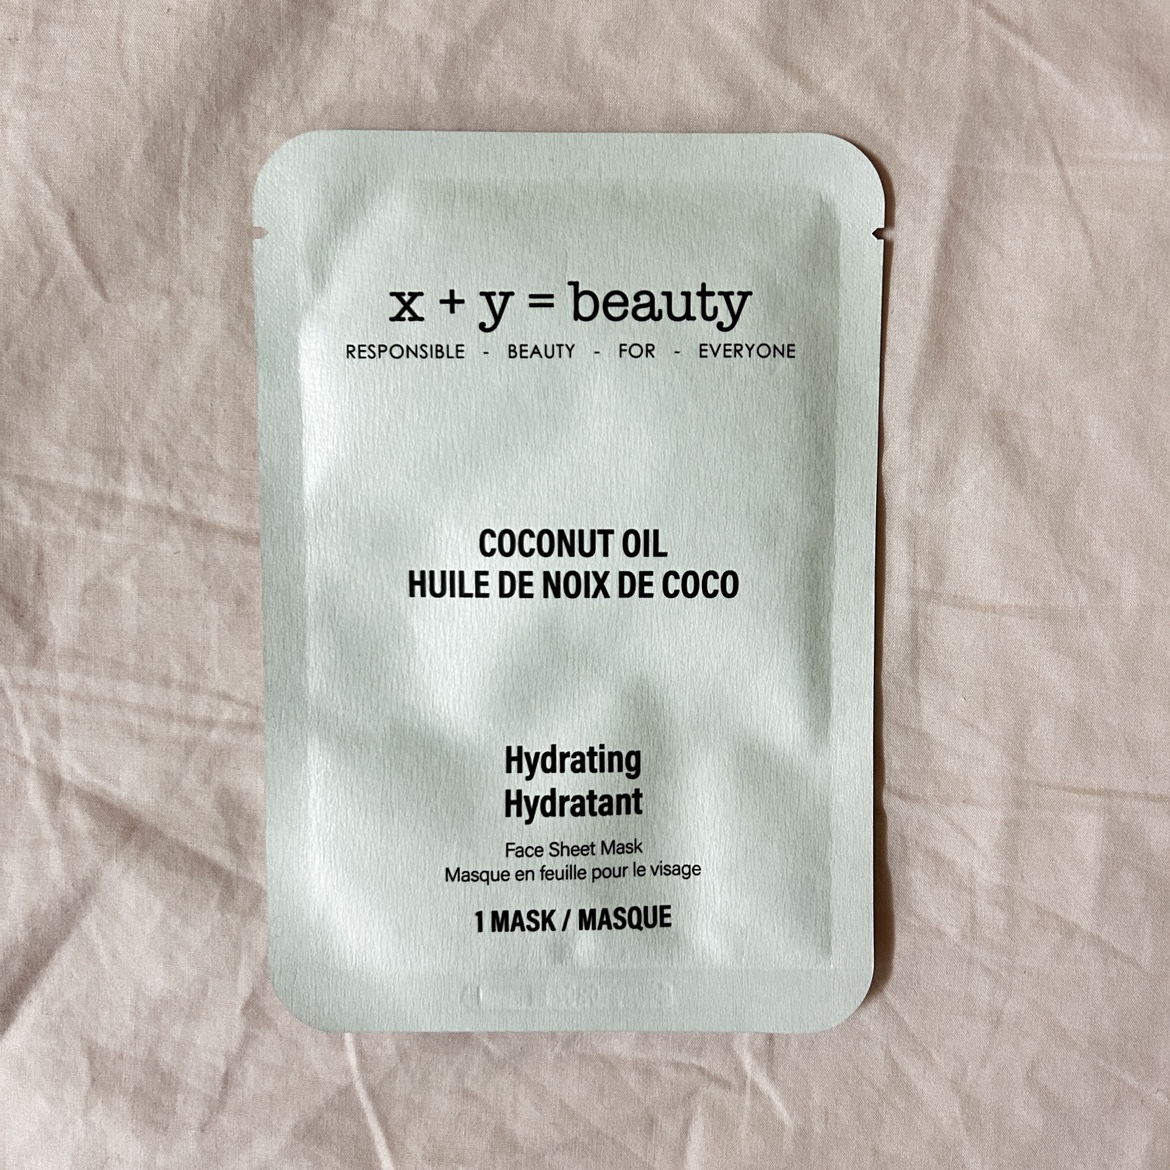 x + y = beauty
RESPONSIBLE - BEAUTY - FOR - EVERYONE
COCONUT OIL
HUILE DE NOIX DE COCO
Hydrating
Hydratant
Face Sheet Mask
Masque en feuille pour le visage
1 MASK / MASQUE